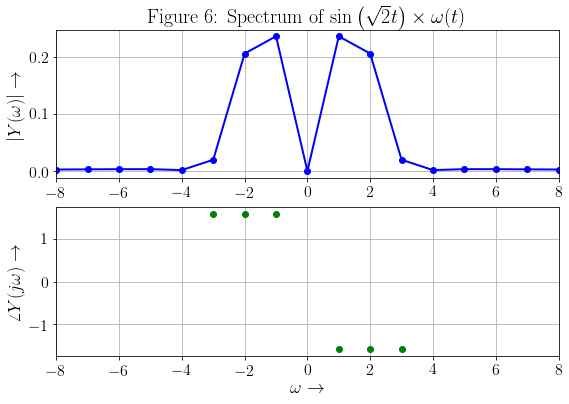 Figure 6: Spectrum of sin (√2t) × ω(t)
|Y(ω)| →
0.2
0.1
0.0
−8 −6 −4 −2 0 2 4 6 8
∠Y(jω) →
1
0
−1
−8 −6 −4 −2 0 2 4 6 8
ω →